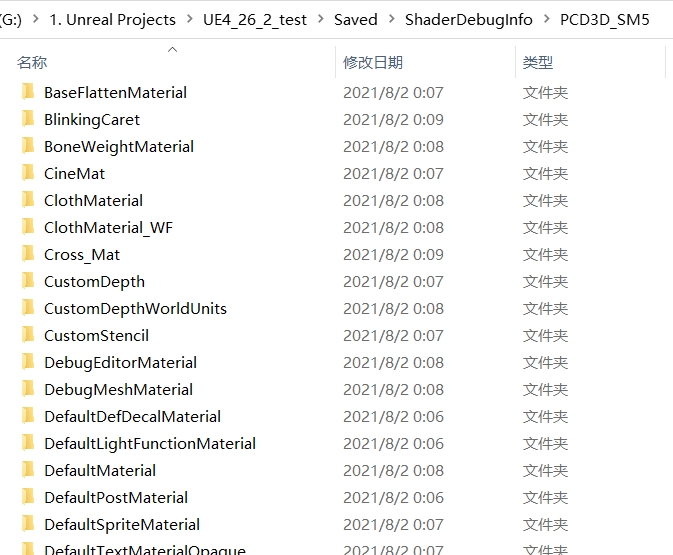 (G:) > 1. Unreal Projects > UE4_26_2_test > Saved > ShaderDebugInfo > PCD3D_SM5
名称 修改日期 类型
BaseFlattenMaterial 2021/8/2 0:07 文件夹
BlinkingCaret 2021/8/2 0:09 文件夹
BoneWeightMaterial 2021/8/2 0:08 文件夹
CineMat 2021/8/2 0:07 文件夹
ClothMaterial 2021/8/2 0:08 文件夹
ClothMaterial_WF 2021/8/2 0:08 文件夹
Cross_Mat 2021/8/2 0:09 文件夹
CustomDepth 2021/8/2 0:07 文件夹
CustomDepthWorldUnits 2021/8/2 0:08 文件夹
CustomStencil 2021/8/2 0:07 文件夹
DebugEditorMaterial 2021/8/2 0:08 文件夹
DebugMeshMaterial 2021/8/2 0:08 文件夹
DefaultDefDecalMaterial 2021/8/2 0:06 文件夹
DefaultLightFunctionMaterial 2021/8/2 0:06 文件夹
DefaultMaterial 2021/8/2 0:08 文件夹
DefaultPostMaterial 2021/8/2 0:06 文件夹
DefaultSpriteMaterial 2021/8/2 0:07 文件夹
DefaultTextMaterialOpaque 2021/8/2 0:07 文件夹